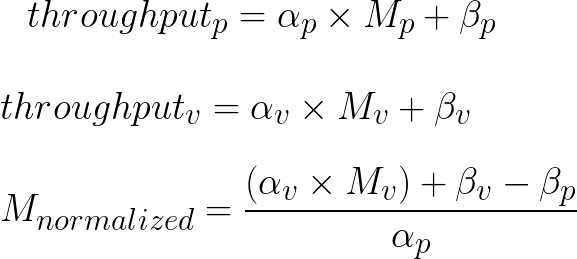 throughput_p = α_p × M_p + β_p
throughput_v = α_v × M_v + β_v
M_normalized = ((α_v × M_v) + β_v − β_p) / α_p